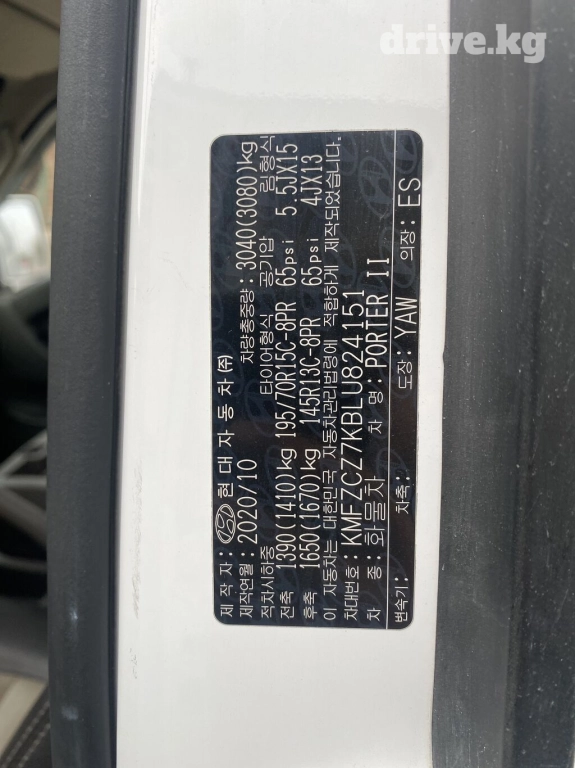 drive.kg
제 작 자: 현대자동차(주)
제작연월: 2020/10 차량총중량: 3040(3080)kg
적차시하중 타이어형식 공기압 림형식
전축 1390(1410)kg 195/70R15C-8PR 65psi 5.5JX15
후축 1650(1670)kg 145R13C-8PR 65psi 4JX13
이 자동차는 대한민국 자동차관리법령에 적합하게 제작되었습니다.
차대번호: KMFZCZ7KBLU824151
차 종: 화물차 차 명: PORTER II
변속기: 차축: 도장: YAW 의장: ES